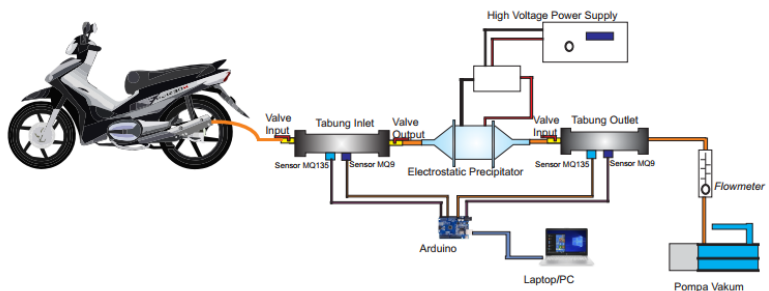 High Voltage Power Supply
Valve
Input
Tabung Inlet
Valve
Output
Valve
Input
Tabung Outlet
Sensor MQ135
Sensor MQ9
Electrostatic Precipitator
Sensor MQ135
Sensor MQ9
Flowmeter
Arduino
Laptop/PC
Pompa Vakum